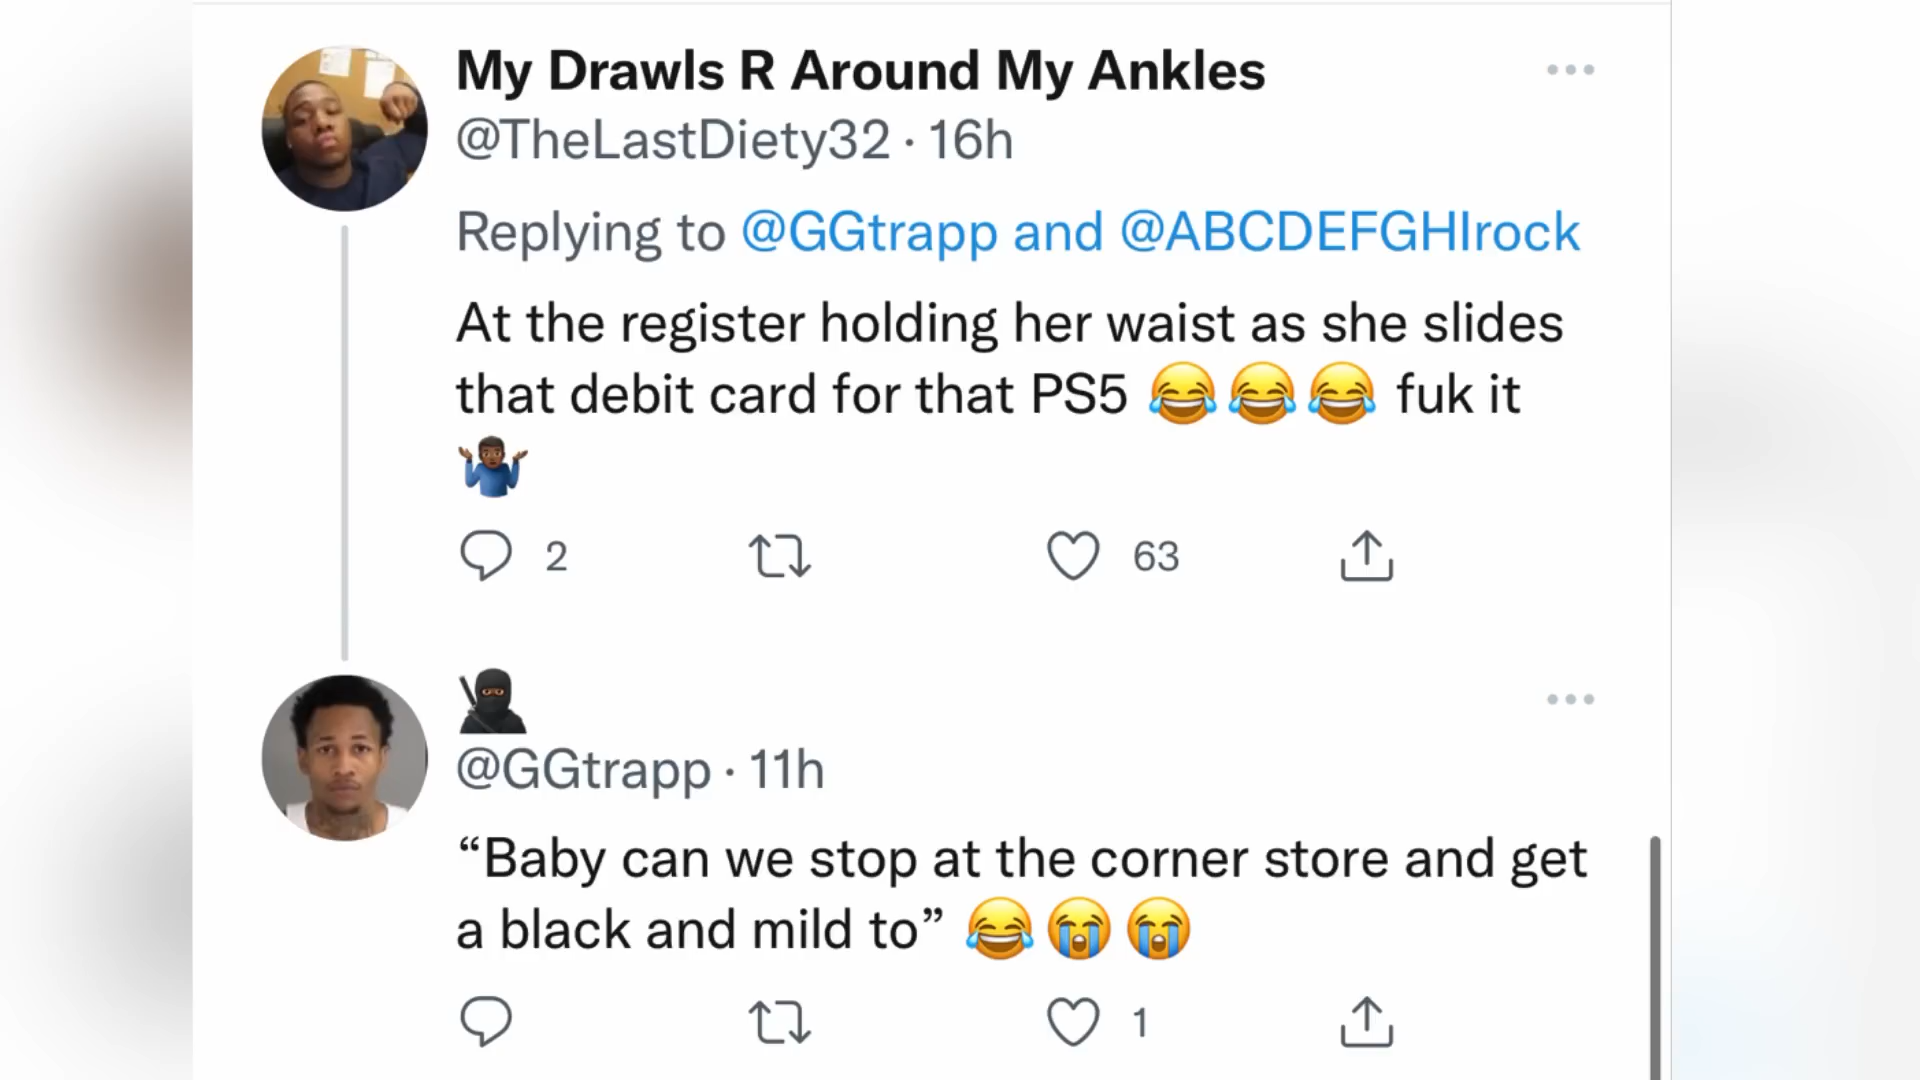 My Drawls R Around My Ankles
@TheLastDiety32 · 16h
Replying to @GGtrapp and @ABCDEFGHIrock
At the register holding her waist as she slides
that debit card for that PS5 😂😂😂 fuk it
🤷🏿‍♂️
2 63
🥷🏿
@GGtrapp · 11h
“Baby can we stop at the corner store and get
a black and mild to” 😂😭😭
1